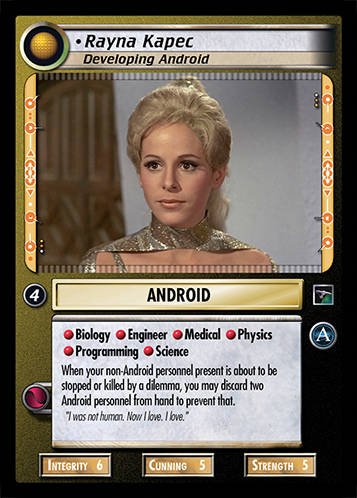 • Rayna Kapec
Developing Android
4
ANDROID
A
Biology Engineer Medical Physics
Programming Science
When your non-Android personnel present is about to be
stopped or killed by a dilemma, you may discard two
Android personnel from hand to prevent that.
"I was not human. Now I love. I love."
INTEGRITY 6 CUNNING 5 STRENGTH 5